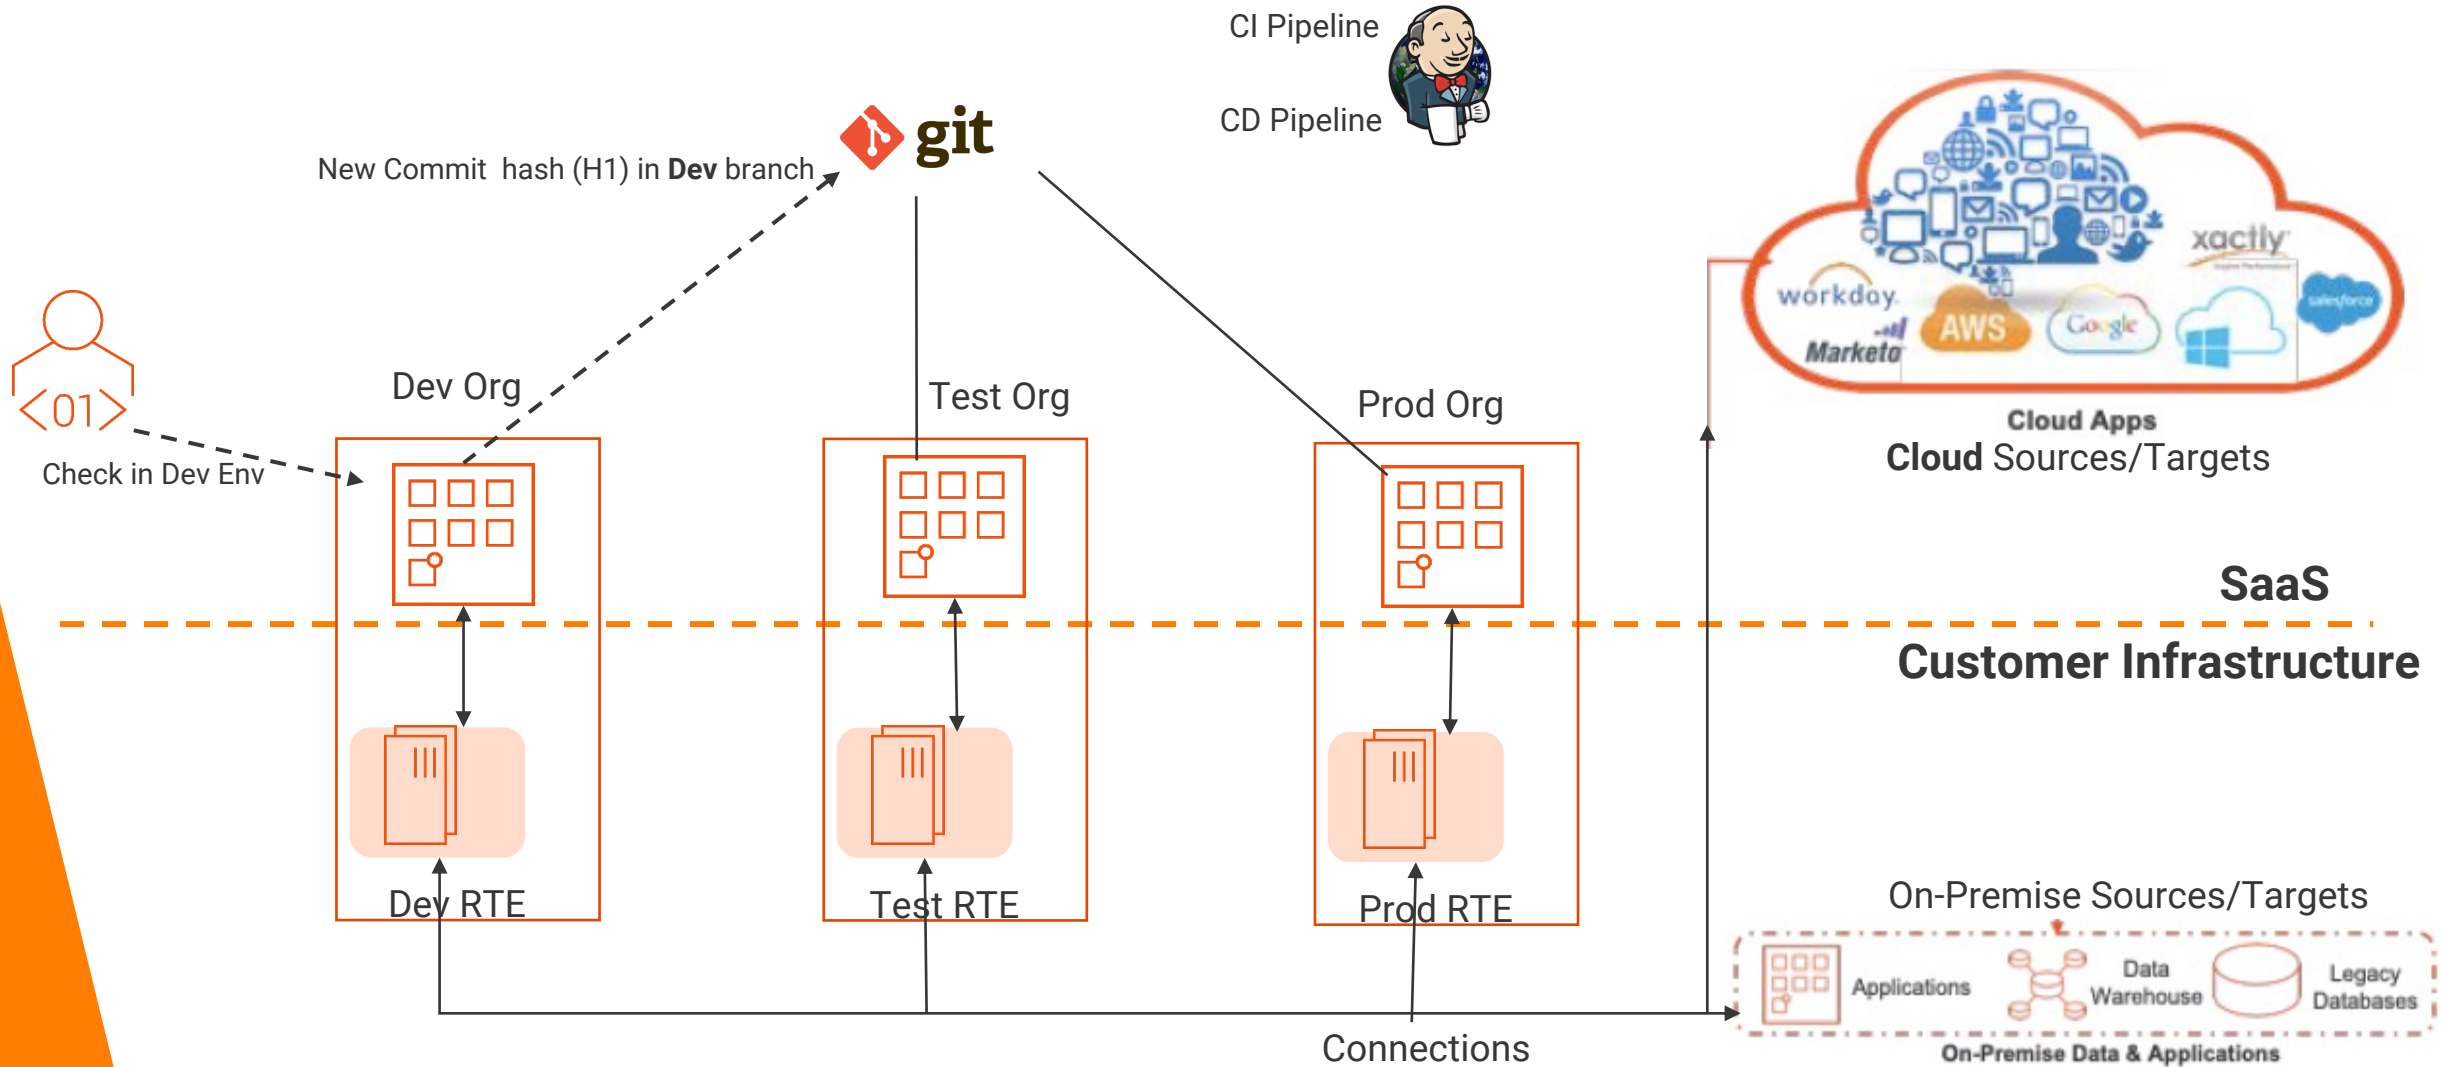 CI Pipeline
CD Pipeline
git
New Commit hash (H1) in Dev branch
<01>
Check in Dev Env
Dev Org
Test Org
Prod Org
xactly
workday.
Marketo
AWS
Google
salesforce
Cloud Apps
Cloud Sources/Targets
SaaS
Customer Infrastructure
Dev RTE
Test RTE
Prod RTE
On-Premise Sources/Targets
Applications
Data
Warehouse
Legacy
Databases
Connections
On-Premise Data & Applications